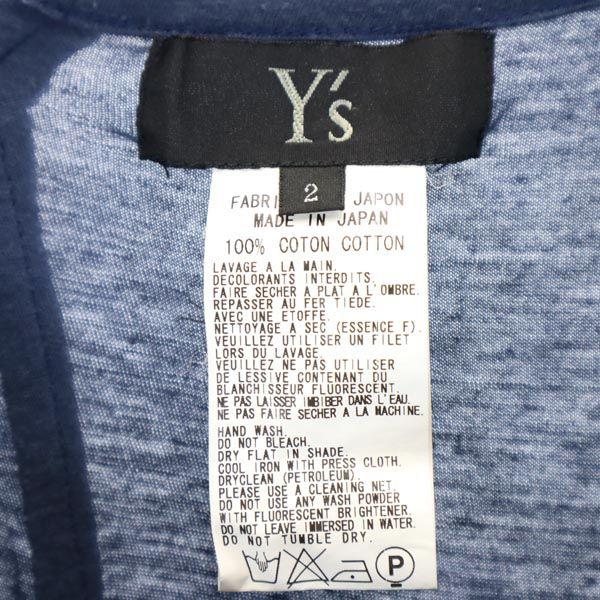 Y's
2
FABRI JAPON
MADE IN JAPAN
100% COTON COTTON
LAVAGE A LA MAIN.
DECOLORANTS INTERDITS.
FAIRE SECHER A PLAT A L'OMBRE.
REPASSER AU FER TIEDE.
AVEC UNE ETOFFE.
NETTOYAGE A SEC (ESSENCE F).
VEUILLEZ UTILISER UN FILET
LORS DU LAVAGE.
VEUILLEZ NE PAS UTILISER
DE LESSIVE CONTENANT DU
BLANCHISSEUR FLUORESCENT.
NE PAS LAISSER IMBIBER DANS L'EAU.
NE PAS FAIRE SECHER A LA MACHINE.
HAND WASH.
DO NOT BLEACH.
DRY FLAT IN SHADE.
COOL IRON WITH PRESS CLOTH.
DRYCLEAN (PETROLEUM).
PLEASE USE A CLEANING NET.
DO NOT USE ANY WASH POWDER
WITH FLUORESCENT BRIGHTENER.
DO NOT LEAVE IMMERSED IN WATER.
DO NOT TUMBLE DRY.
P